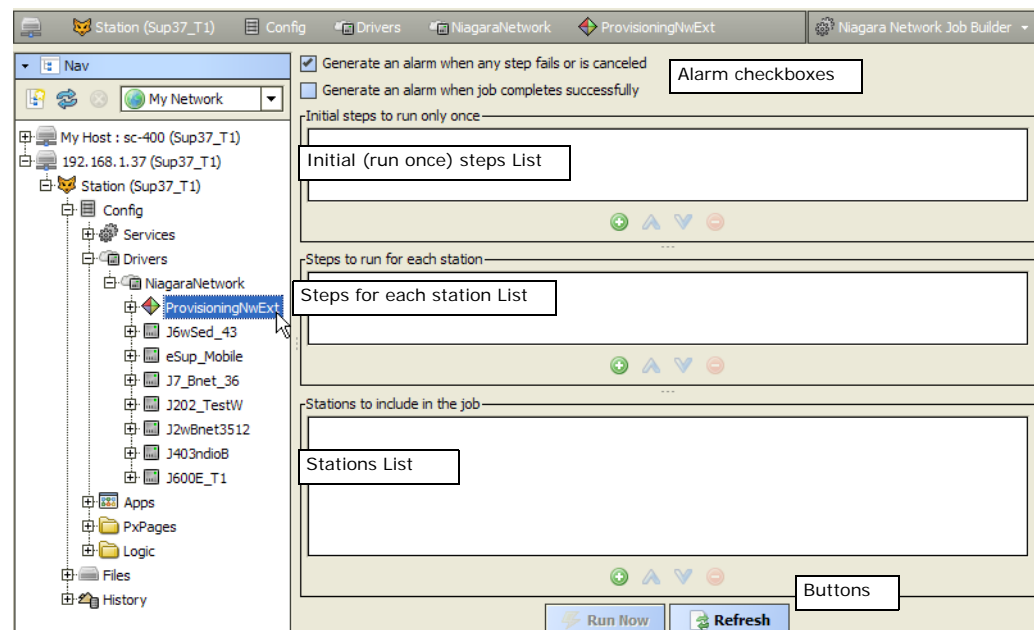 Station (Sup37_T1) Config Drivers NiagaraNetwork ProvisioningNwExt Niagara Network Job Builder
Nav
My Network
My Host : sc-400 (Sup37_T1)
192.168.1.37 (Sup37_T1)
Station (Sup37_T1)
Config
Services
Drivers
NiagaraNetwork
ProvisioningNwExt
J6wSed_43
eSup_Mobile
J7_Bnet_36
J202_TestW
J2wBnet3512
J403ndioB
J600E_T1
Apps
PxPages
Logic
Files
History
Generate an alarm when any step fails or is canceled
Generate an alarm when job completes successfully
Alarm checkboxes
Initial steps to run only once
Initial (run once) steps List
Steps to run for each station
Steps for each station List
Stations to include in the job
Stations List
Buttons
Run Now
Refresh